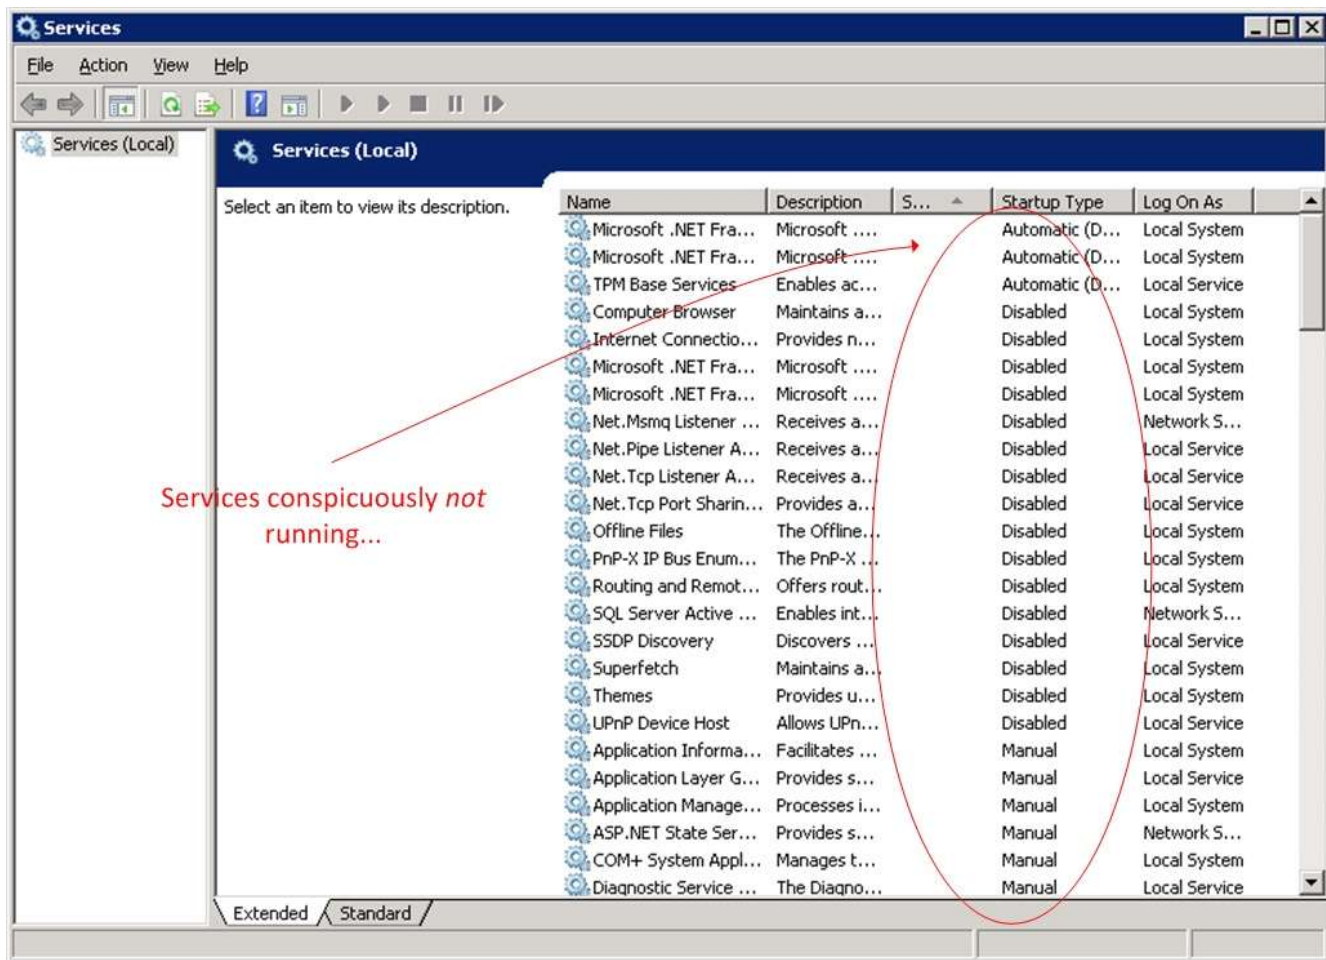 Services
File Action View Help
Services (Local)
Services (Local)
Select an item to view its description.
Name Description S... Startup Type Log On As
Microsoft .NET Fra... Microsoft .... Automatic (D... Local System
Microsoft .NET Fra... Microsoft .... Automatic (D... Local System
TPM Base Services Enables ac... Automatic (D... Local Service
Computer Browser Maintains a... Disabled Local System
Internet Connectio... Provides n... Disabled Local System
Microsoft .NET Fra... Microsoft .... Disabled Local System
Microsoft .NET Fra... Microsoft .... Disabled Local System
Net.Msmq Listener ... Receives a... Disabled Network S...
Net.Pipe Listener A... Receives a... Disabled Local Service
Net.Tcp Listener A... Receives a... Disabled Local Service
Net.Tcp Port Sharin... Provides a... Disabled Local Service
Offline Files The Offline... Disabled Local System
PnP-X IP Bus Enum... The PnP-X ... Disabled Local System
Routing and Remot... Offers rout... Disabled Local System
SQL Server Active ... Enables int... Disabled Network S...
SSDP Discovery Discovers ... Disabled Local Service
Superfetch Maintains a... Disabled Local System
Themes Provides u... Disabled Local System
UPnP Device Host Allows UPn... Disabled Local Service
Application Informa... Facilitates ... Manual Local System
Application Layer G... Provides s... Manual Local Service
Application Manage... Processes i... Manual Local System
ASP.NET State Ser... Provides s... Manual Network S...
COM+ System Appl... Manages t... Manual Local System
Diagnostic Service ... The Diagno... Manual Local Service
Services conspicuously not
running...
Extended Standard